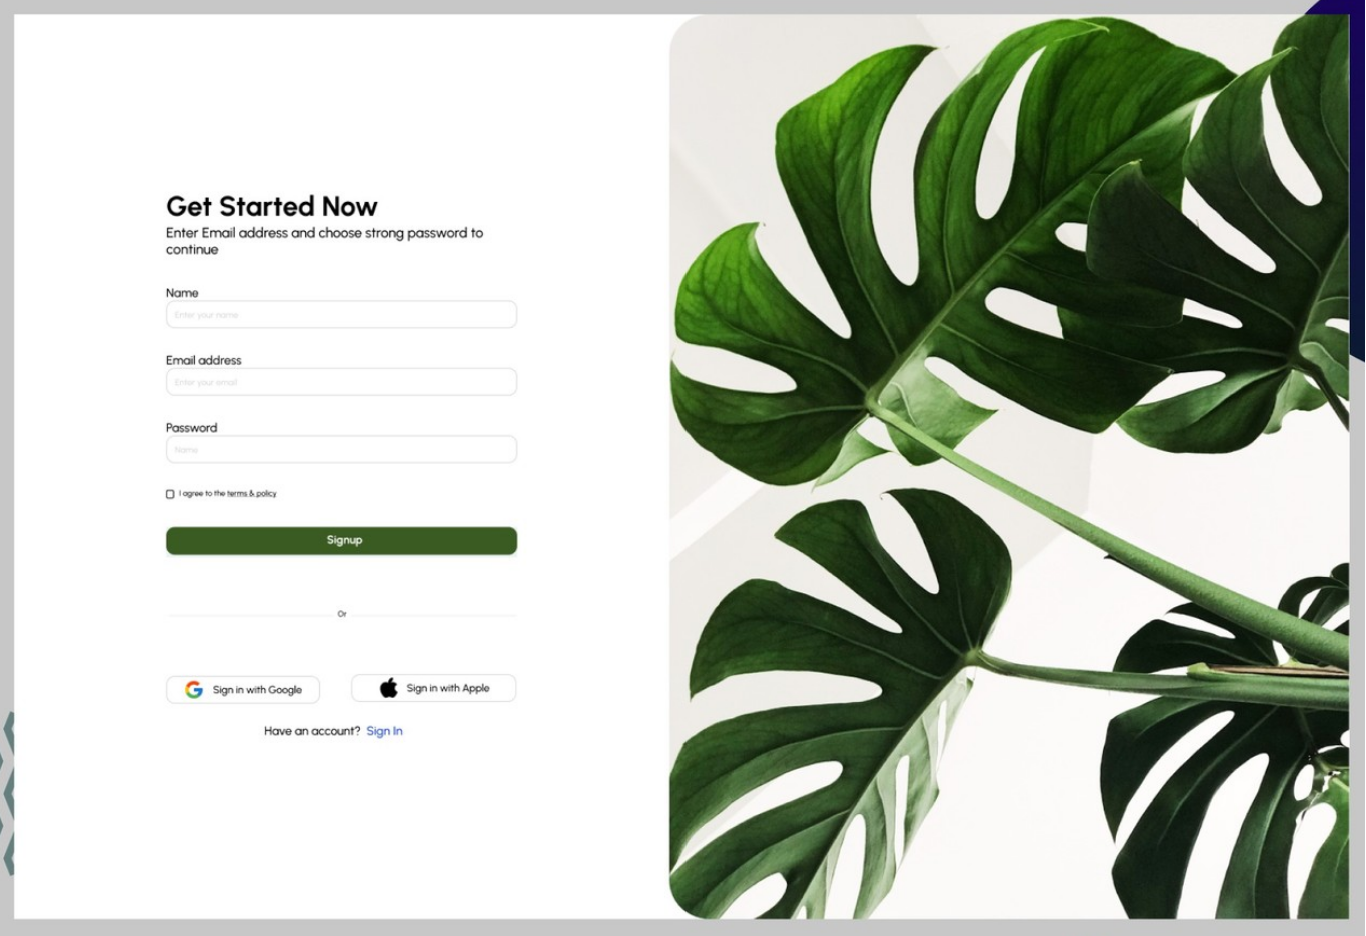 Get Started Now
Enter Email address and choose strong password to
continue
Name
Enter your name
Email address
Enter your email
Password
Name
I agree to the terms & policy
Signup
Or
Sign in with Google
Sign in with Apple
Have an account? Sign In